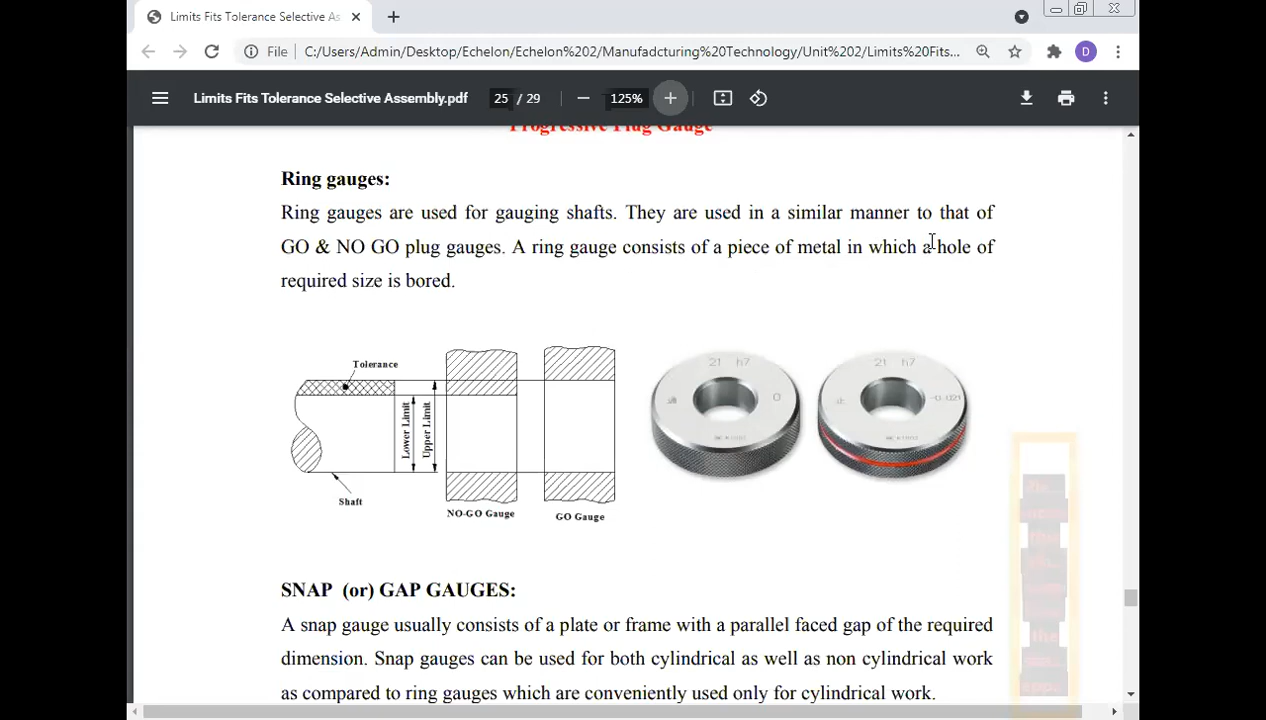 Limits Fits Tolerance Selective As
File
C:/Users/Admin/Desktop/Echelon/Echelon%202/Manufadcturing%20Technology/Unit%202/Limits%20Fits...
D
Limits Fits Tolerance Selective Assembly.pdf
25 / 29
125%
Progressive Plug Gauge
Ring gauges:
Ring gauges are used for gauging shafts. They are used in a similar manner to that of
GO & NO GO plug gauges. A ring gauge consists of a piece of metal in which a hole of
required size is bored.
Tolerance
Lower Limit
Upper Limit
Shaft
NO-GO Gauge
GO Gauge
21 h7
0
21 h7
-0.021
SNAP (or) GAP GAUGES:
A snap gauge usually consists of a plate or frame with a parallel faced gap of the required
dimension. Snap gauges can be used for both cylindrical as well as non cylindrical work
as compared to ring gauges which are conveniently used only for cylindrical work.